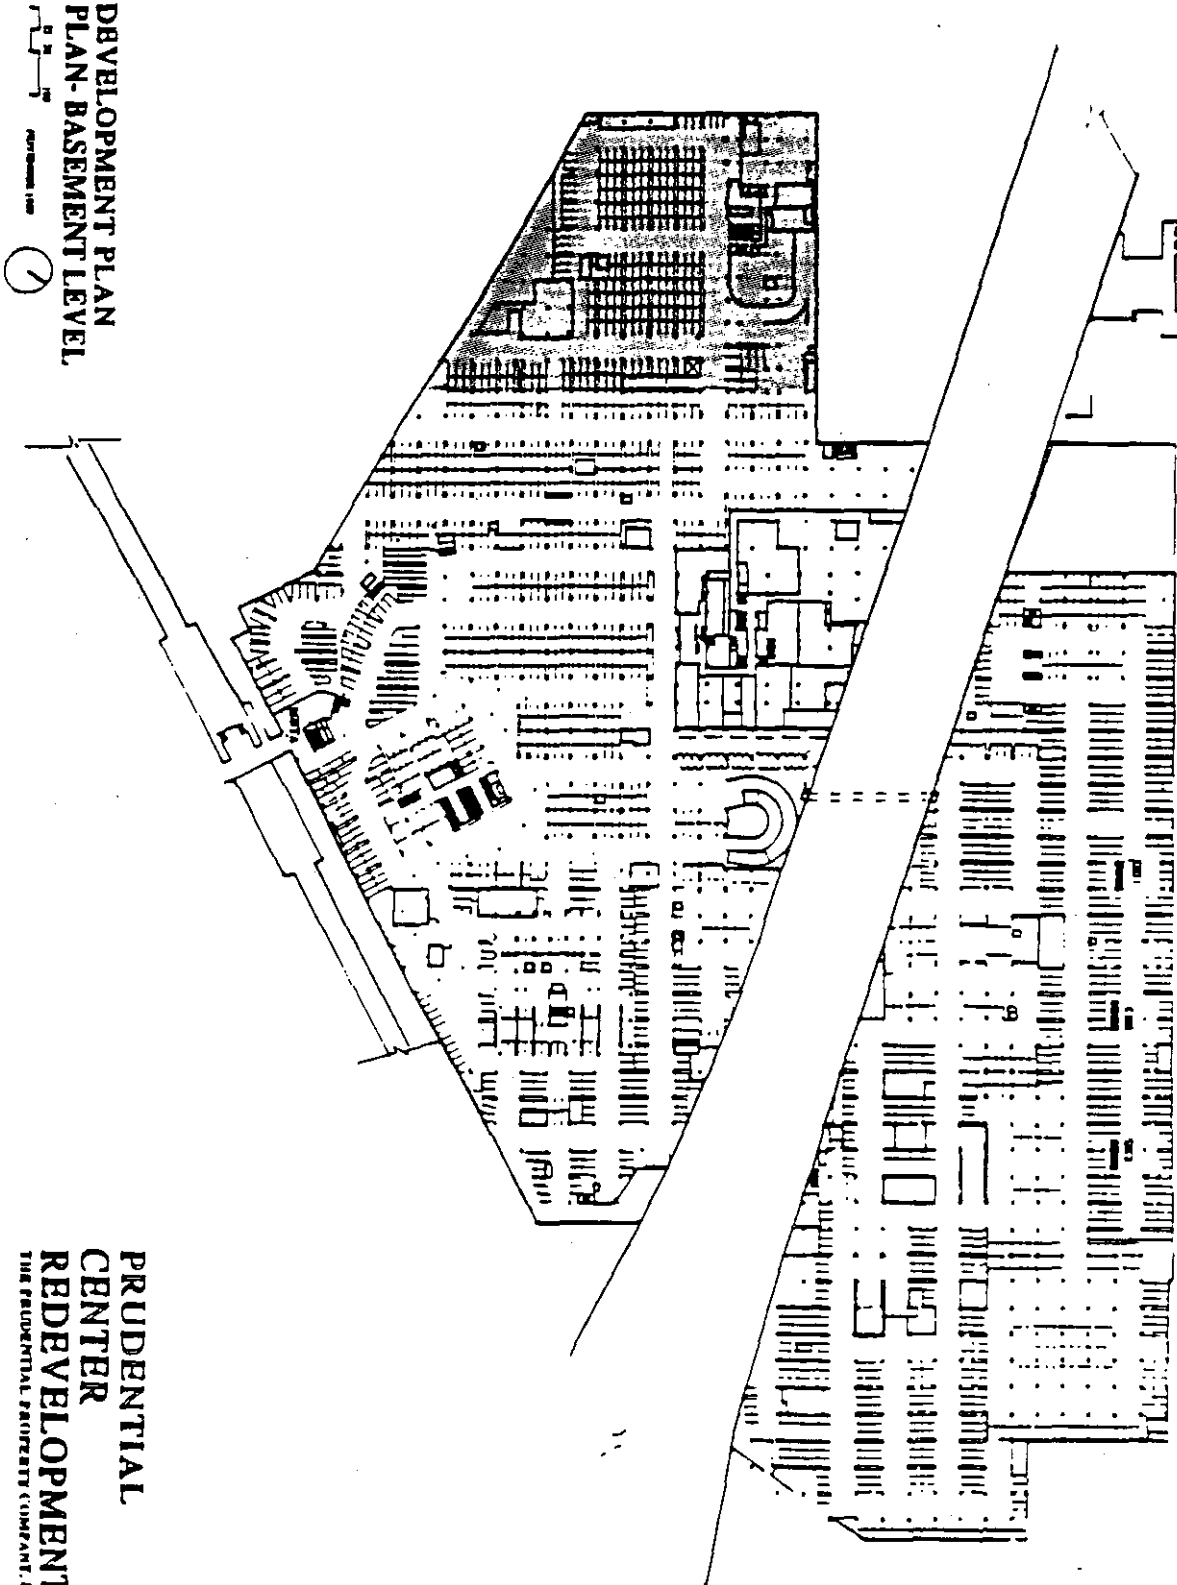 DEVELOPMENT PLAN
PLAN- BASEMENT LEVEL
PRUDENTIAL
CENTER
REDEVELOPMENT
THE PRUDENTIAL PROPERTY COMPANY,